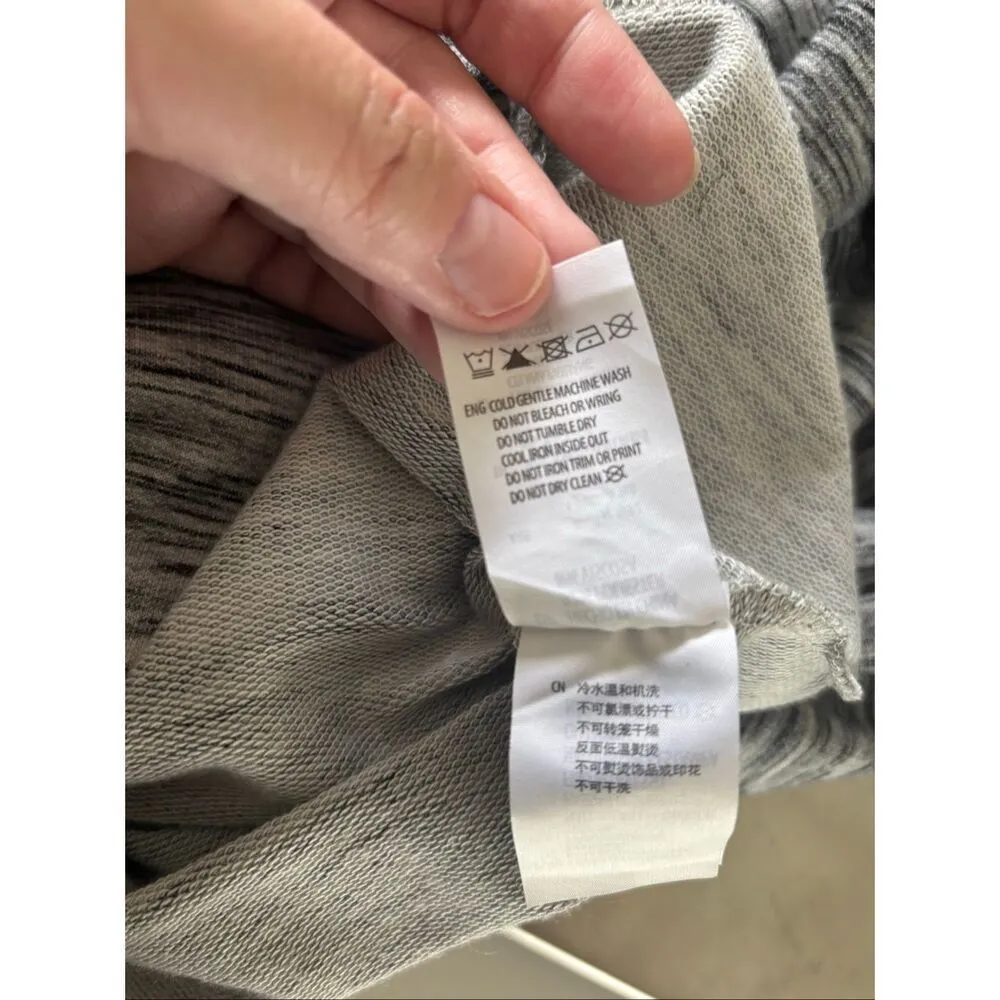 ENG COLD GENTLE MACHINE WASH
DO NOT BLEACH OR WRING
DO NOT TUMBLE DRY
COOL IRON INSIDE OUT
DO NOT IRON TRIM OR PRINT
DO NOT DRY CLEAN
CN 冷水温和机洗
不可氯漂或拧干
不可转笼干燥
反面低温熨烫
不可熨烫饰品或印花
不可干洗